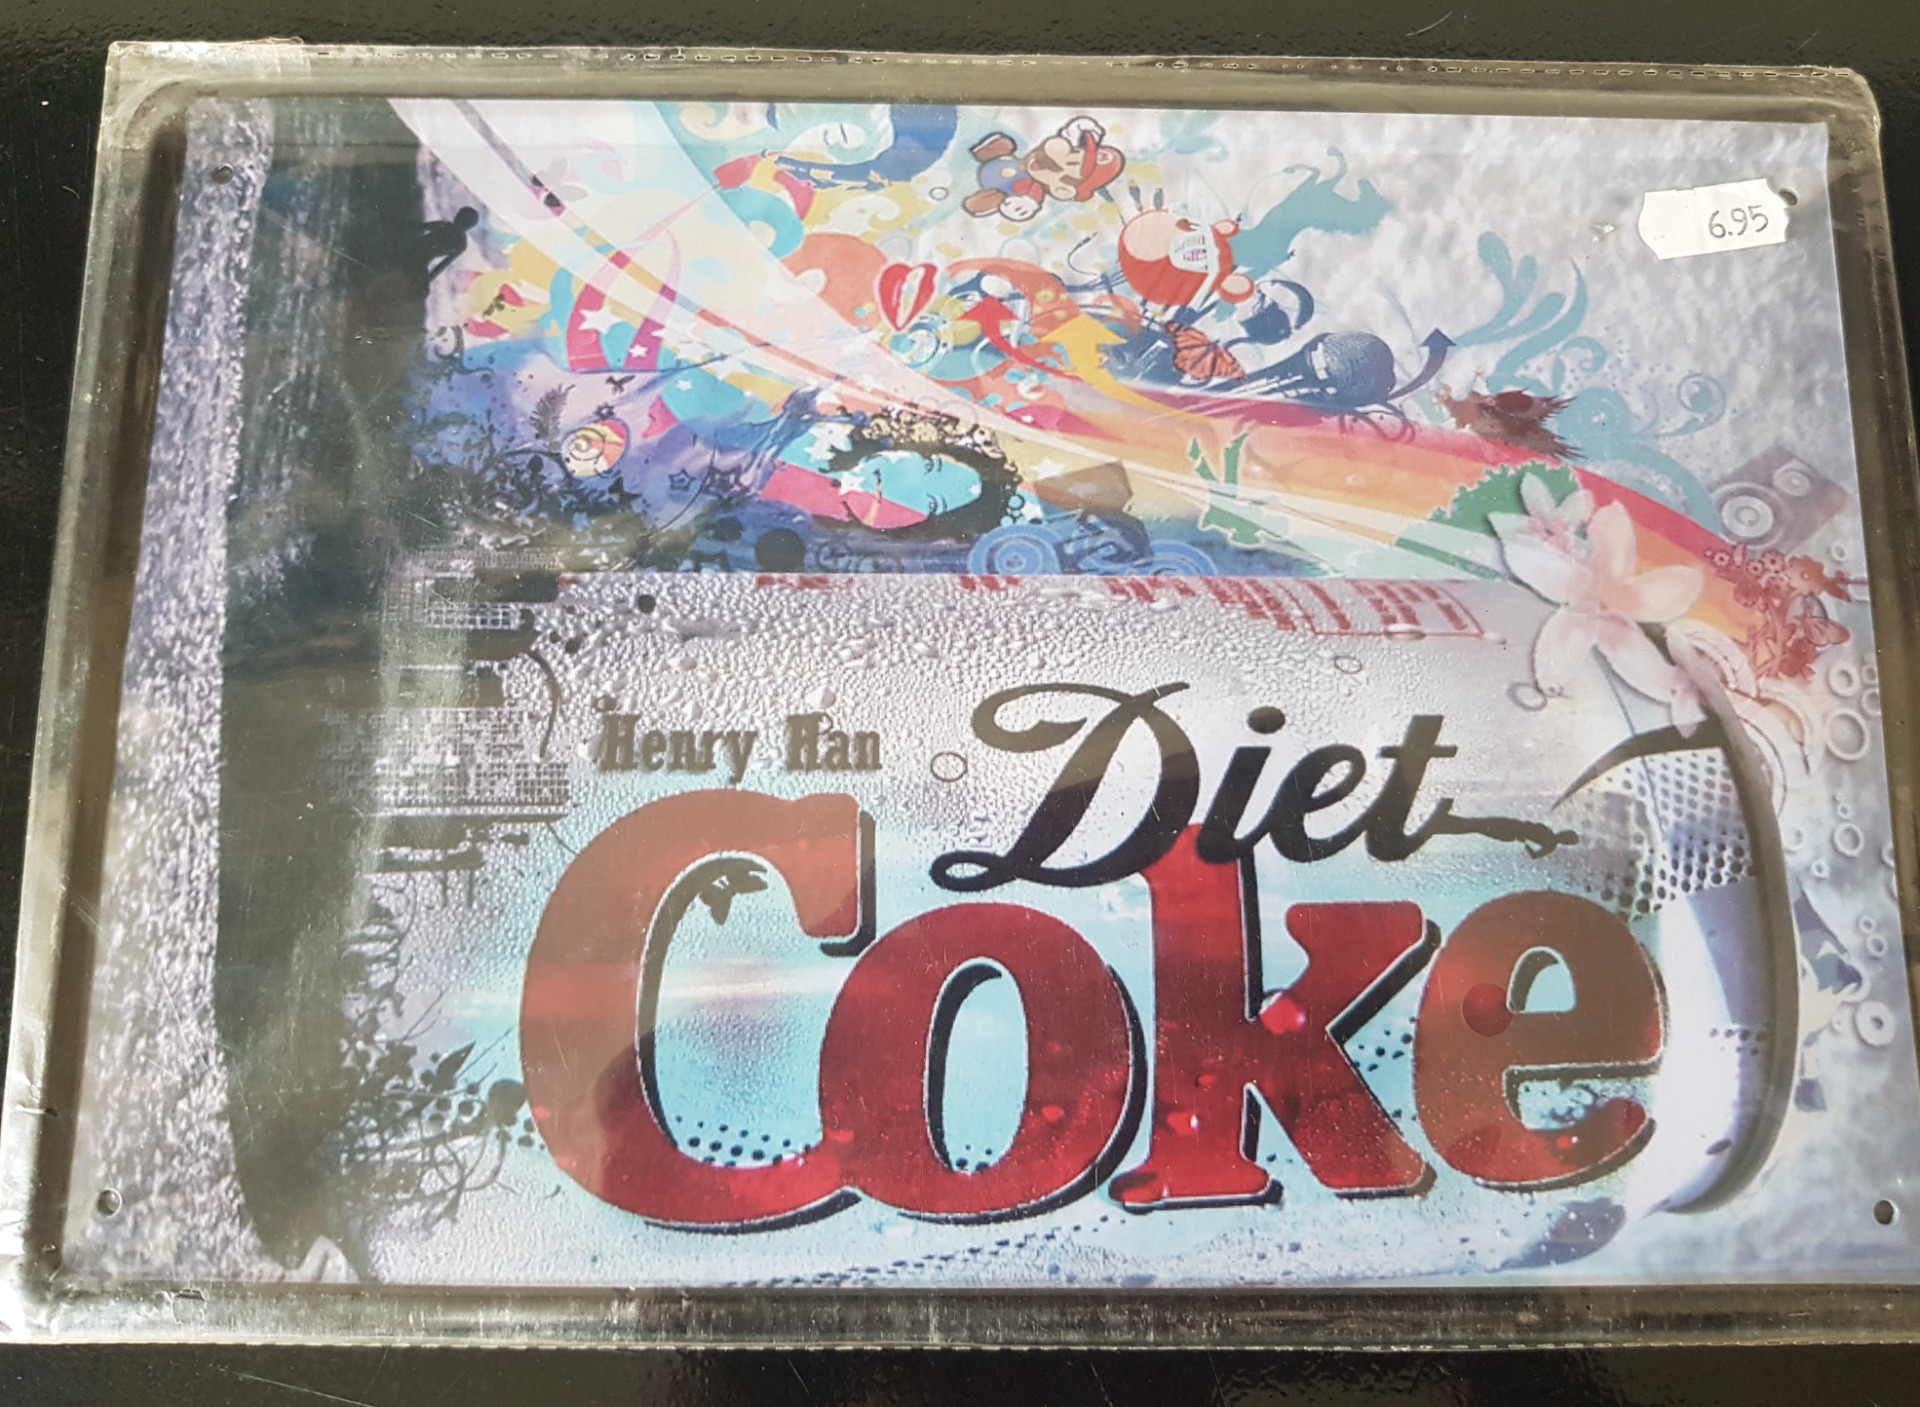 6.95
Henry Han
Diet
Coke